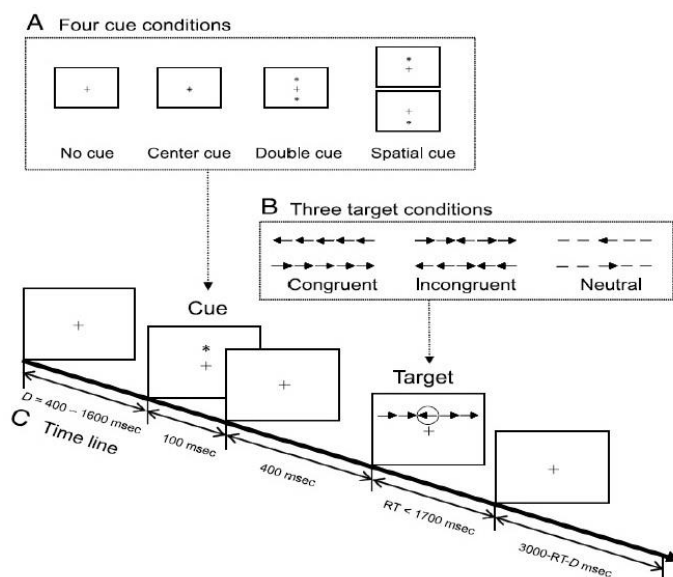 A Four cue conditions
No cue
Center cue
Double cue
Spatial cue
B Three target conditions
Congruent
Incongruent
Neutral
Cue
Target
D = 400 – 1600 msec
100 msec
400 msec
RT < 1700 msec
3000-RT-D msec
C Time line